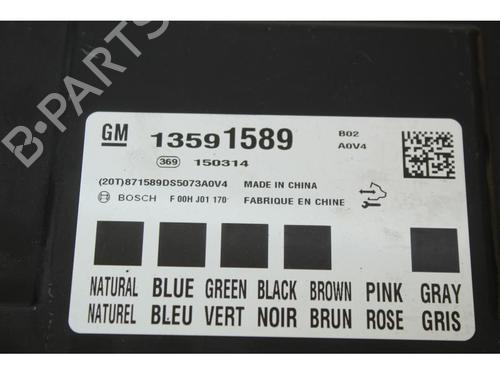 B-PARTS
GM 13591589 B02
A0V4
369 150314
(20T)871589DS5073A0V4 MADE IN CHINA
BOSCH F 00H J01 170 FABRIQUE EN CHINE
NATURAL BLUE GREEN BLACK BROWN PINK GRAY
NATUREL BLEU VERT NOIR BRUN ROSE GRIS